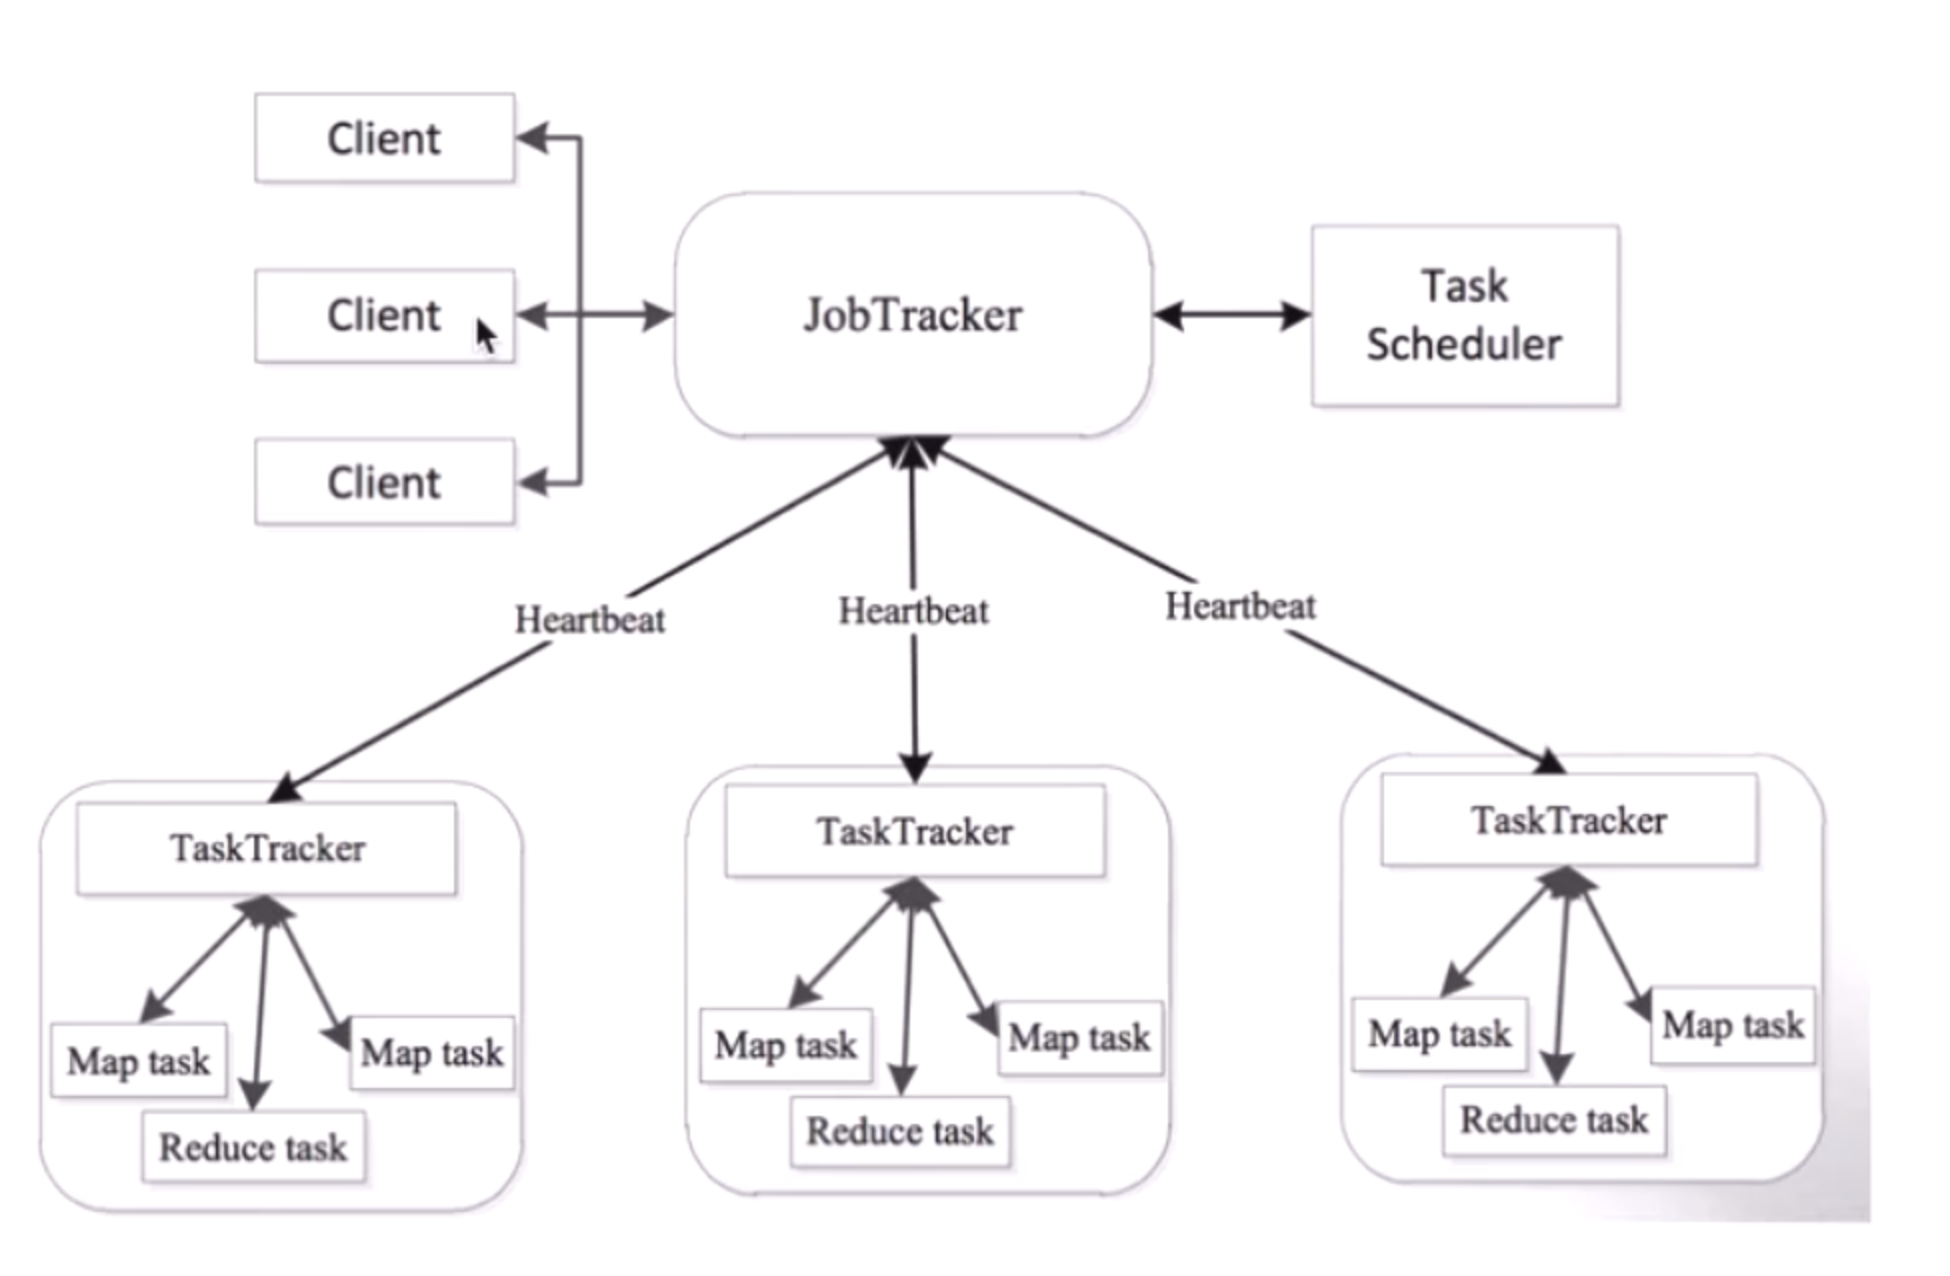 Client
Client
Client
JobTracker
Task
Scheduler
Heartbeat
Heartbeat
Heartbeat
TaskTracker
Map task
Reduce task
Map task
TaskTracker
Map task
Reduce task
Map task
TaskTracker
Map task
Reduce task
Map task